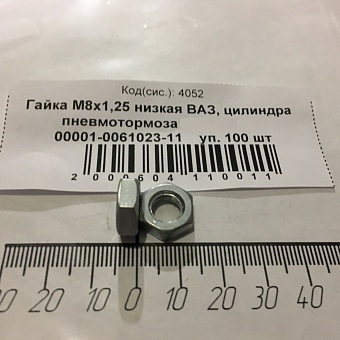 Код(сис.): 4052
Гайка М8х1,25 низкая ВАЗ, цилиндра
пневмотормоза
00001-0061023-11 уп. 100 шт
2 000604 110011
20 10 0 10 20 30 40